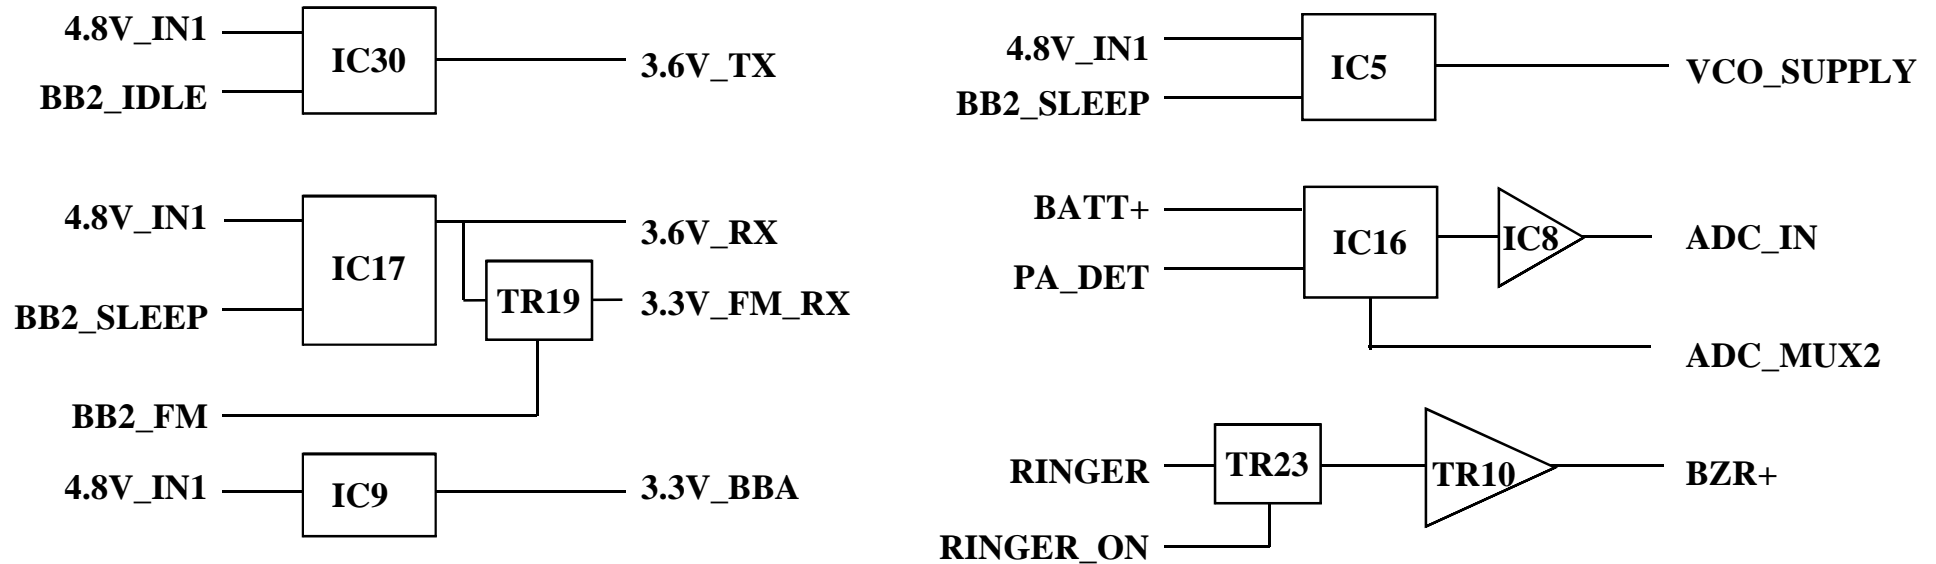 4.8V_IN1
IC30
3.6V_TX
BB2_IDLE
4.8V_IN1
IC17
3.6V_RX
TR19
3.3V_FM_RX
BB2_SLEEP
BB2_FM
4.8V_IN1
IC9
3.3V_BBA
4.8V_IN1
IC5
VCO_SUPPLY
BB2_SLEEP
BATT+
IC16
IC8
ADC_IN
PA_DET
ADC_MUX2
RINGER
TR23
TR10
BZR+
RINGER_ON